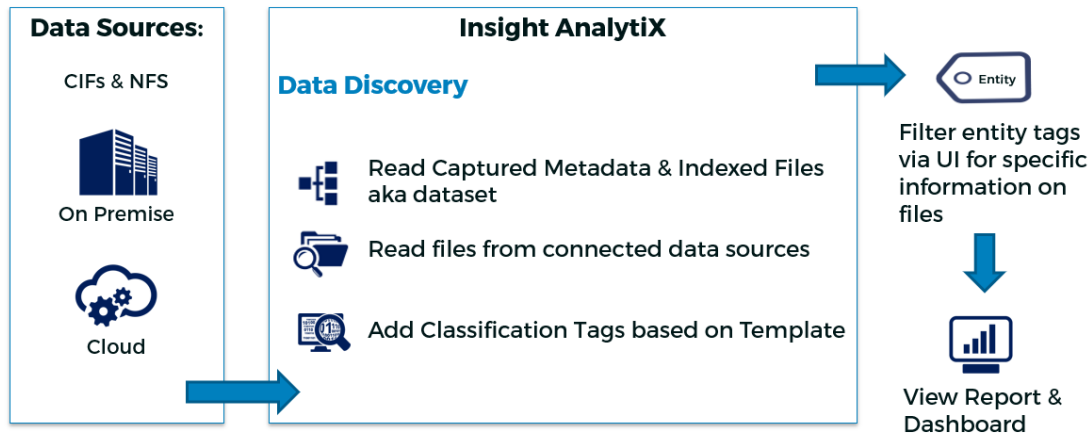 Data Sources:
CIFs & NFS
On Premise
Cloud
Insight AnalytiX
Data Discovery
Read Captured Metadata & Indexed Files
aka dataset
Read files from connected data sources
Add Classification Tags based on Template
Entity
Filter entity tags
via UI for specific
information on
files
View Report &
Dashboard